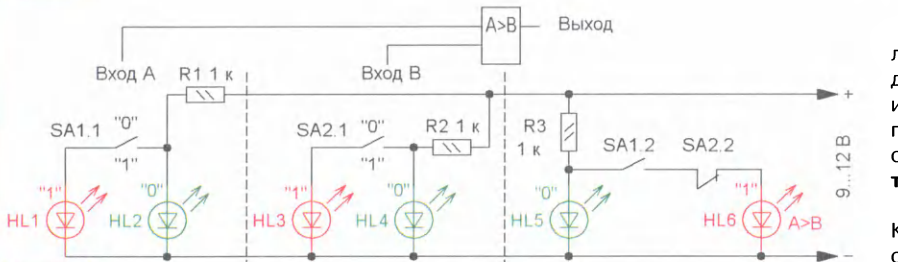 A>B
Выход
Вход A
Вход B
R1 1 к
+
SA1.1
"0"
"1"
SA2.1
"0"
"1"
R2 1 к
R3
1 к
SA1.2
SA2.2
9...12 В
"1"
HL1
"0"
HL2
"1"
HL3
"0"
HL4
"0"
HL5
"1"
HL6
A>B
−